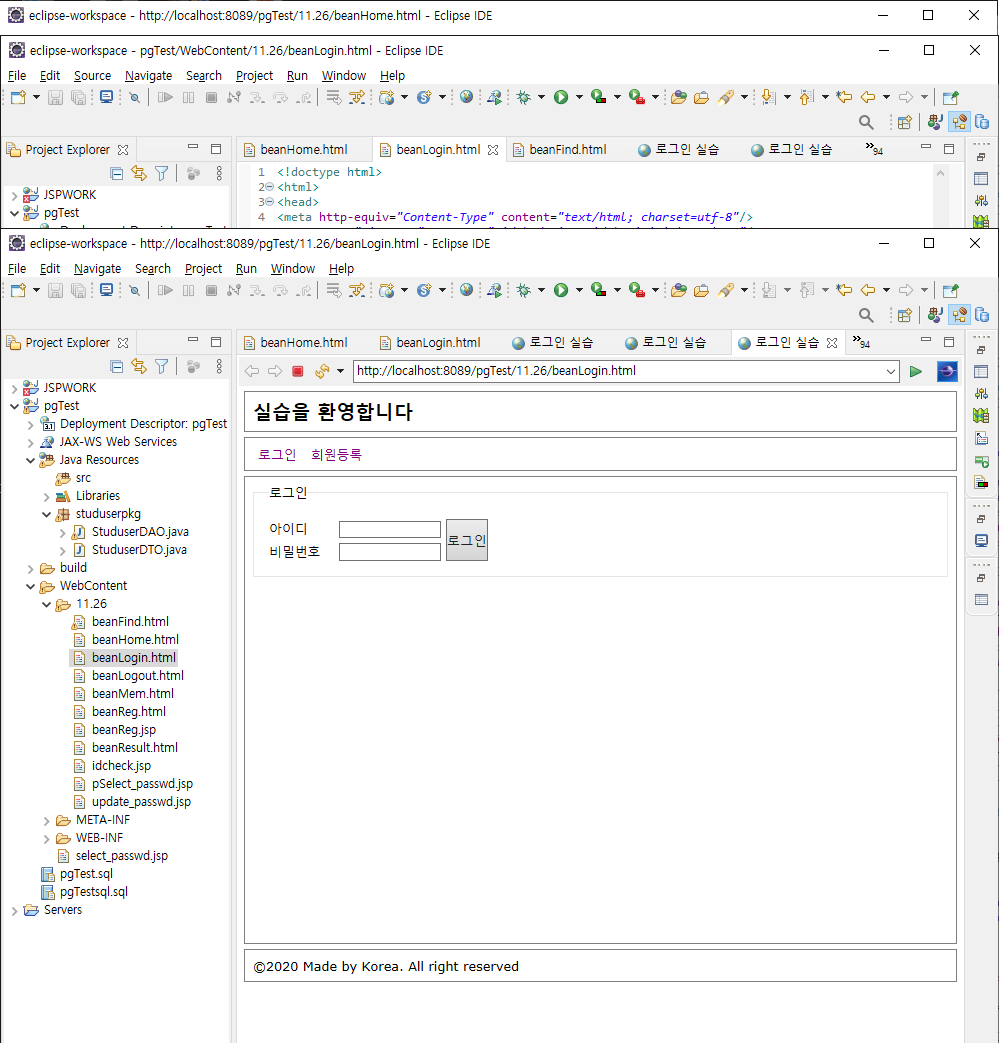 eclipse-workspace - http://localhost:8089/pgTest/11.26/beanHome.html - Eclipse IDE
eclipse-workspace - pgTest/WebContent/11.26/beanLogin.html - Eclipse IDE
File Edit Source Navigate Search Project Run Window Help
Project Explorer
beanHome.html beanLogin.html beanFind.html 로그인 실습 로그인 실습 »94
JSPWORK
pgTest
1 <!doctype html>
2 <html>
3 <head>
4 <meta http-equiv="Content-Type" content="text/html; charset=utf-8"/>
eclipse-workspace - http://localhost:8089/pgTest/11.26/beanLogin.html - Eclipse IDE
File Edit Navigate Search Project Run Window Help
Project Explorer
beanHome.html beanLogin.html 로그인 실습 로그인 실습 로그인 실습 »94
http://localhost:8089/pgTest/11.26/beanLogin.html
JSPWORK
pgTest
Deployment Descriptor: pgTest
JAX-WS Web Services
Java Resources
src
Libraries
studuserpkg
StuduserDAO.java
StuduserDTO.java
build
WebContent
11.26
beanFind.html
beanHome.html
beanLogin.html
beanLogout.html
beanMem.html
beanReg.html
beanReg.jsp
beanResult.html
idcheck.jsp
pSelect_passwd.jsp
update_passwd.jsp
META-INF
WEB-INF
select_passwd.jsp
pgTest.sql
pgTestsql.sql
Servers
실습을 환영합니다
로그인 회원등록
로그인
아이디
비밀번호
로그인
©2020 Made by Korea. All right reserved